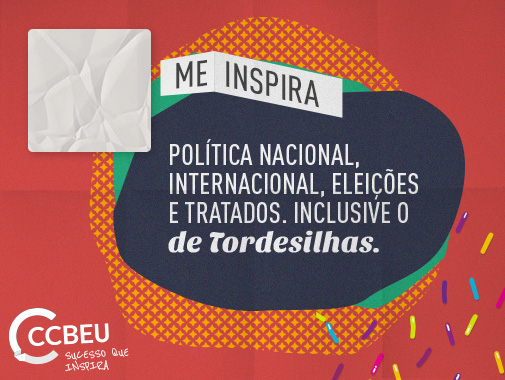 ME INSPIRA
POLÍTICA NACIONAL,
INTERNACIONAL, ELEIÇÕES
E TRATADOS. INCLUSIVE O
de Tordesilhas.
CCBEU
SUCESSO QUE
INSPIRA